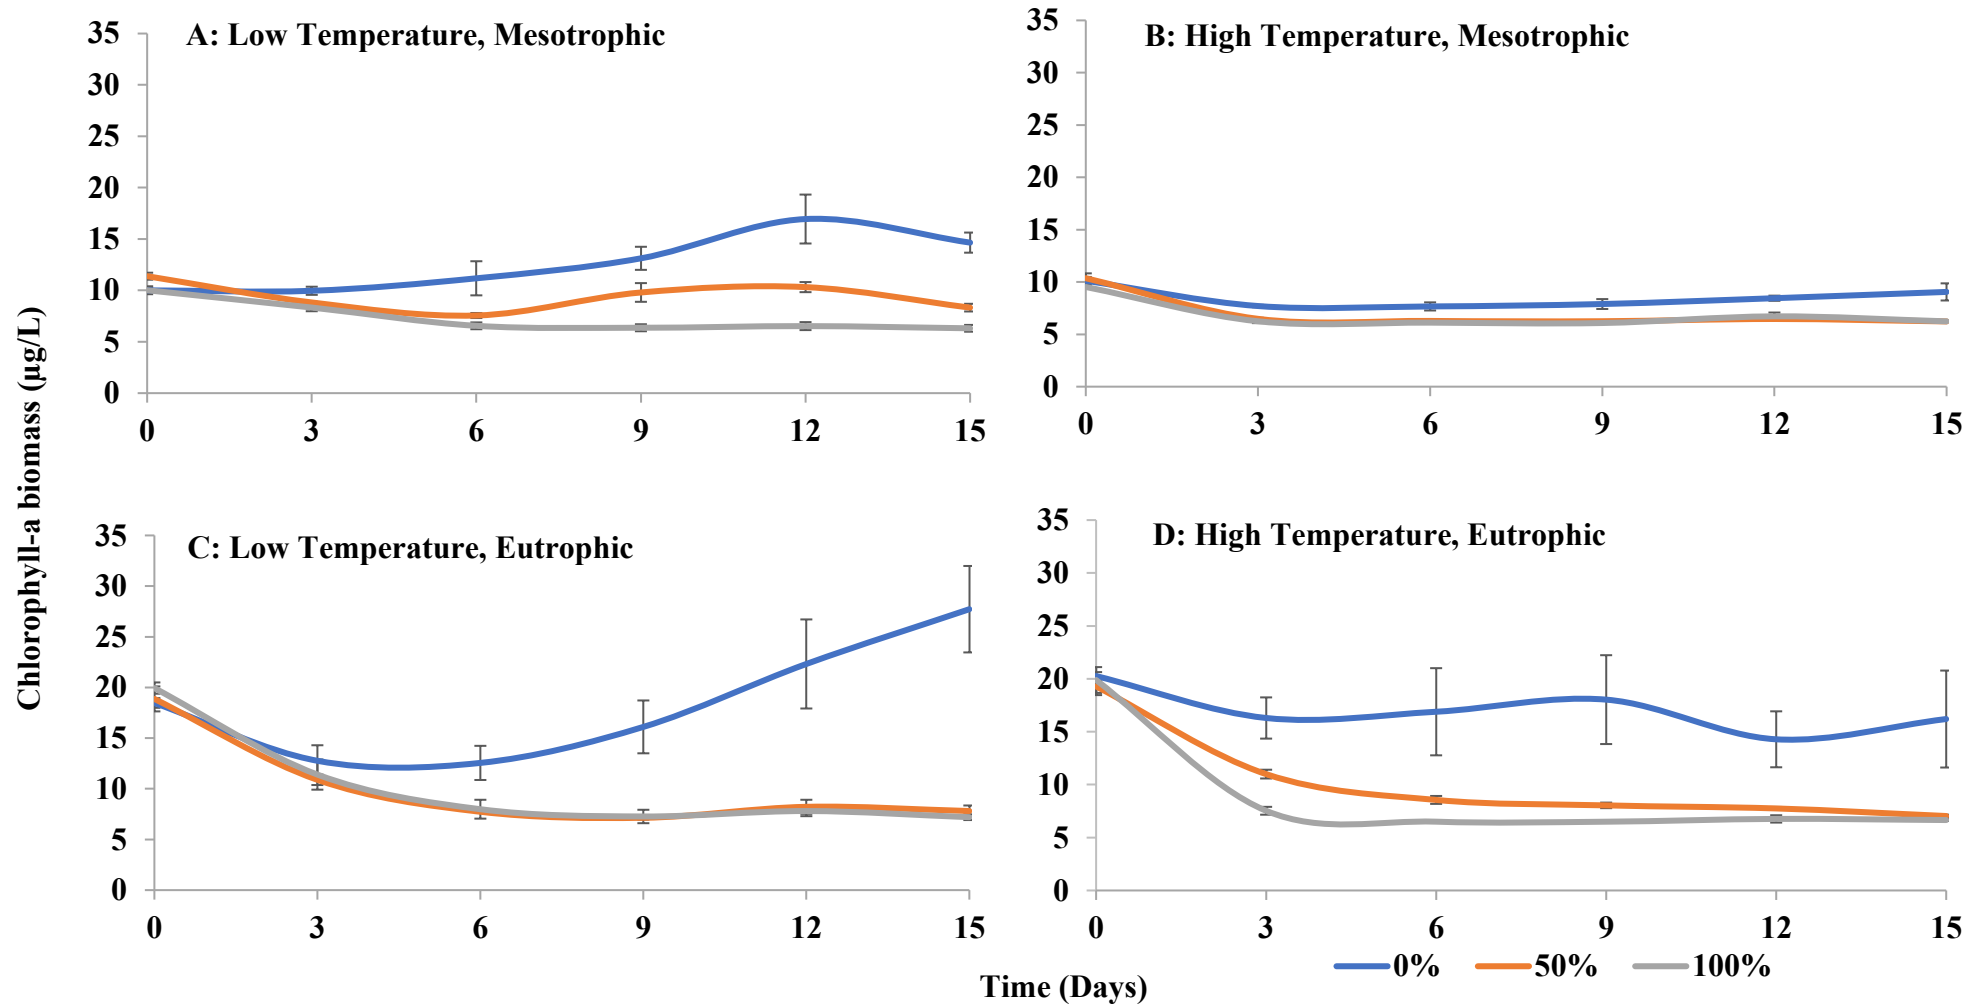 A: Low Temperature, Mesotrophic
35
30
25
20
15
10
5
0
0 3 6 9 12 15
B: High Temperature, Mesotrophic
35
30
25
20
15
10
5
0
0 3 6 9 12 15
Chlorophyll-a biomass (µg/L)
C: Low Temperature, Eutrophic
35
30
25
20
15
10
5
0
0 3 6 9 12 15
D: High Temperature, Eutrophic
35
30
25
20
15
10
5
0
0 3 6 9 12 15
Time (Days)
0% 50% 100%